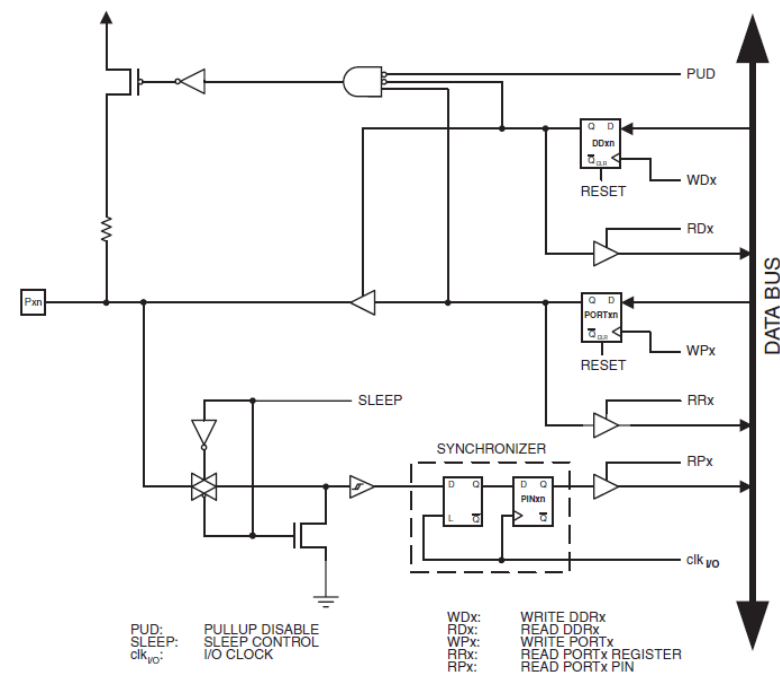 PUD
Q D
DDxn
Q CLR
WDx
RESET
RDx
Pxn
Q D
PORTxn
Q CLR
WPx
RESET
DATA BUS
SLEEP
RRx
SYNCHRONIZER
RPx
D Q
L Q
D Q
PINxn
Q
clk I/O
PUD: PULLUP DISABLE
SLEEP: SLEEP CONTROL
clkI/O: I/O CLOCK
WDx: WRITE DDRx
RDx: READ DDRx
WPx: WRITE PORTx
RRx: READ PORTx REGISTER
RPx: READ PORTx PIN